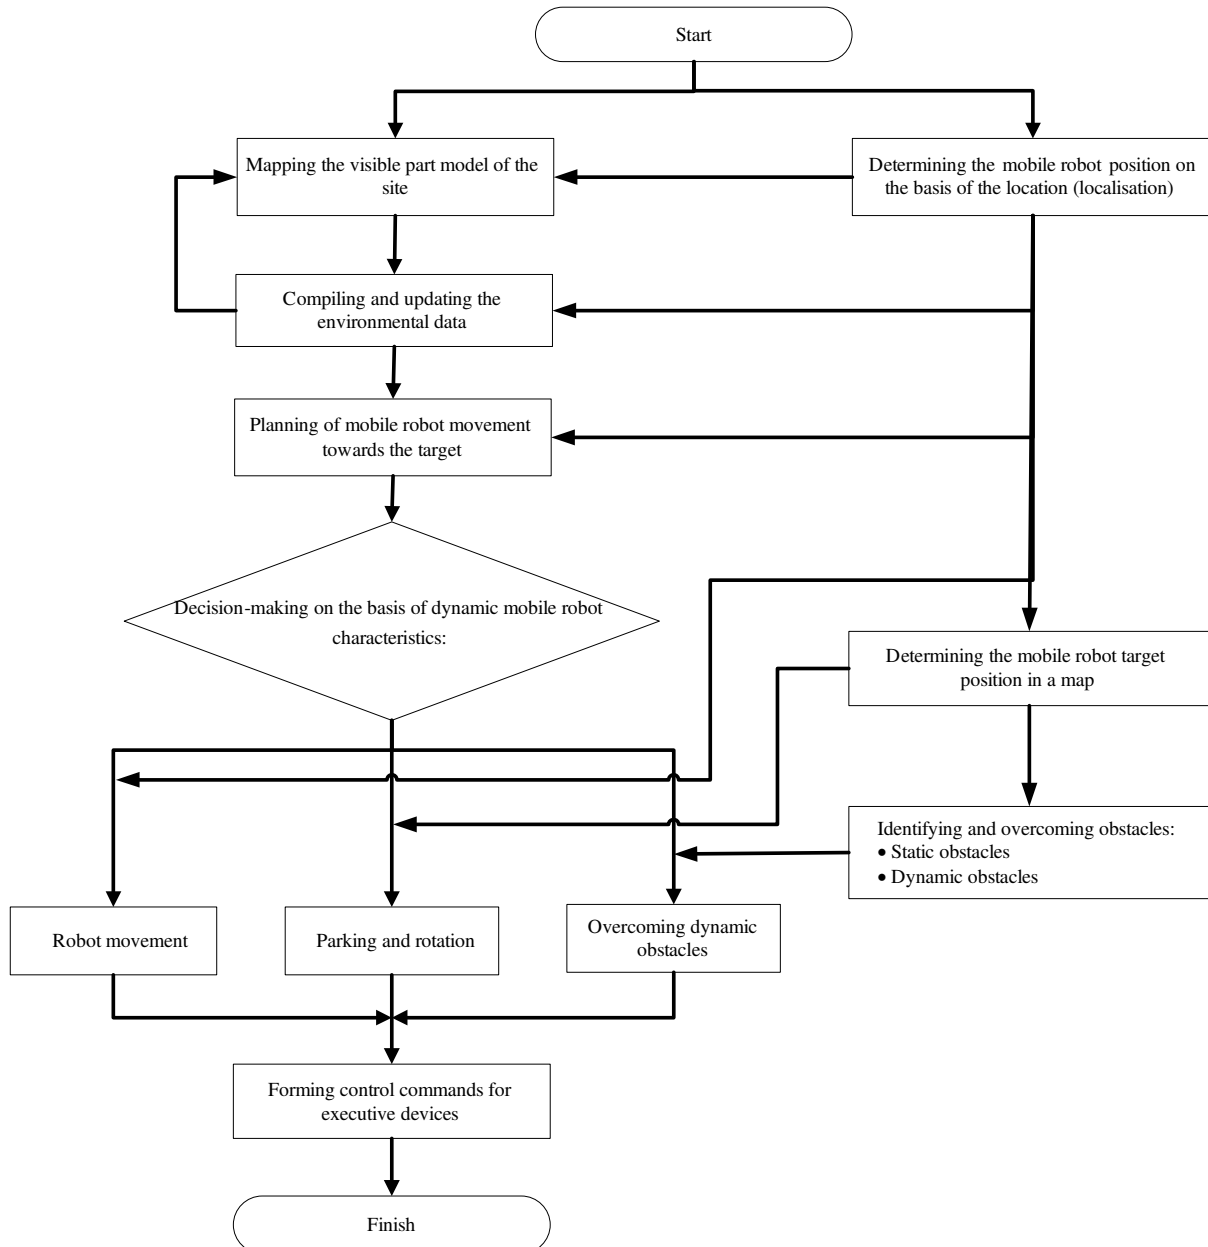 Start
Mapping the visible part model of the
site
Determining the mobile robot position on
the basis of the location (localisation)
Compiling and updating the
environmental data
Planning of mobile robot movement
towards the target
Decision-making on the basis of dynamic mobile robot
characteristics:
Determining the mobile robot target
position in a map
Identifying and overcoming obstacles:
• Static obstacles
• Dynamic obstacles
Robot movement
Parking and rotation
Overcoming dynamic
obstacles
Forming control commands for
executive devices
Finish